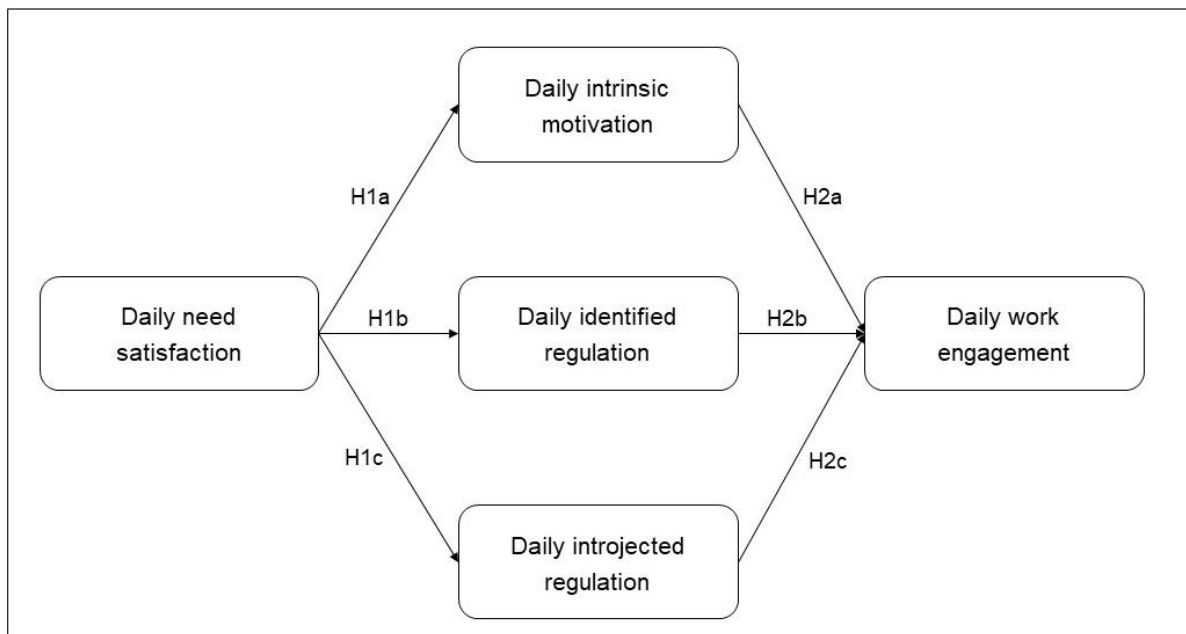 Daily intrinsic
motivation
H1a
H2a
Daily need
satisfaction
H1b
Daily identified
regulation
H2b
Daily work
engagement
H1c
H2c
Daily introjected
regulation